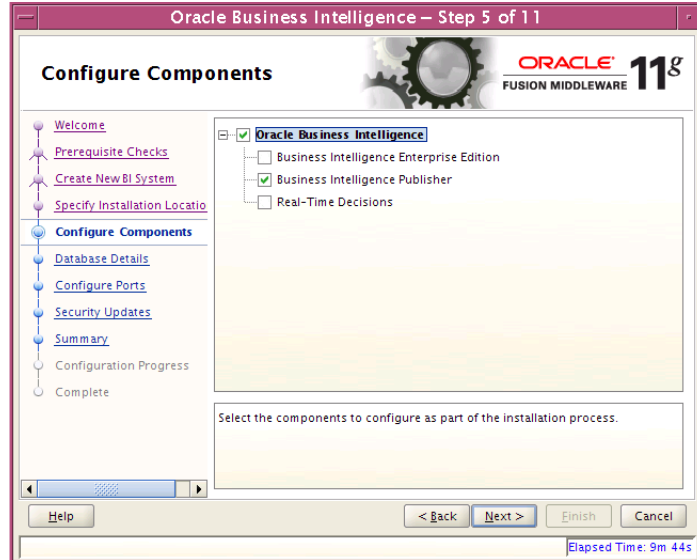 Oracle Business Intelligence – Step 5 of 11
Configure Components
ORACLE®
FUSION MIDDLEWARE
11g
Welcome
Prerequisite Checks
Create New BI System
Specify Installation Locatio
Configure Components
Database Details
Configure Ports
Security Updates
Summary
Configuration Progress
Complete
Oracle Business Intelligence
Business Intelligence Enterprise Edition
Business Intelligence Publisher
Real-Time Decisions
Select the components to configure as part of the installation process.
Help
< Back
Next >
Finish
Cancel
Elapsed Time: 9m 44s